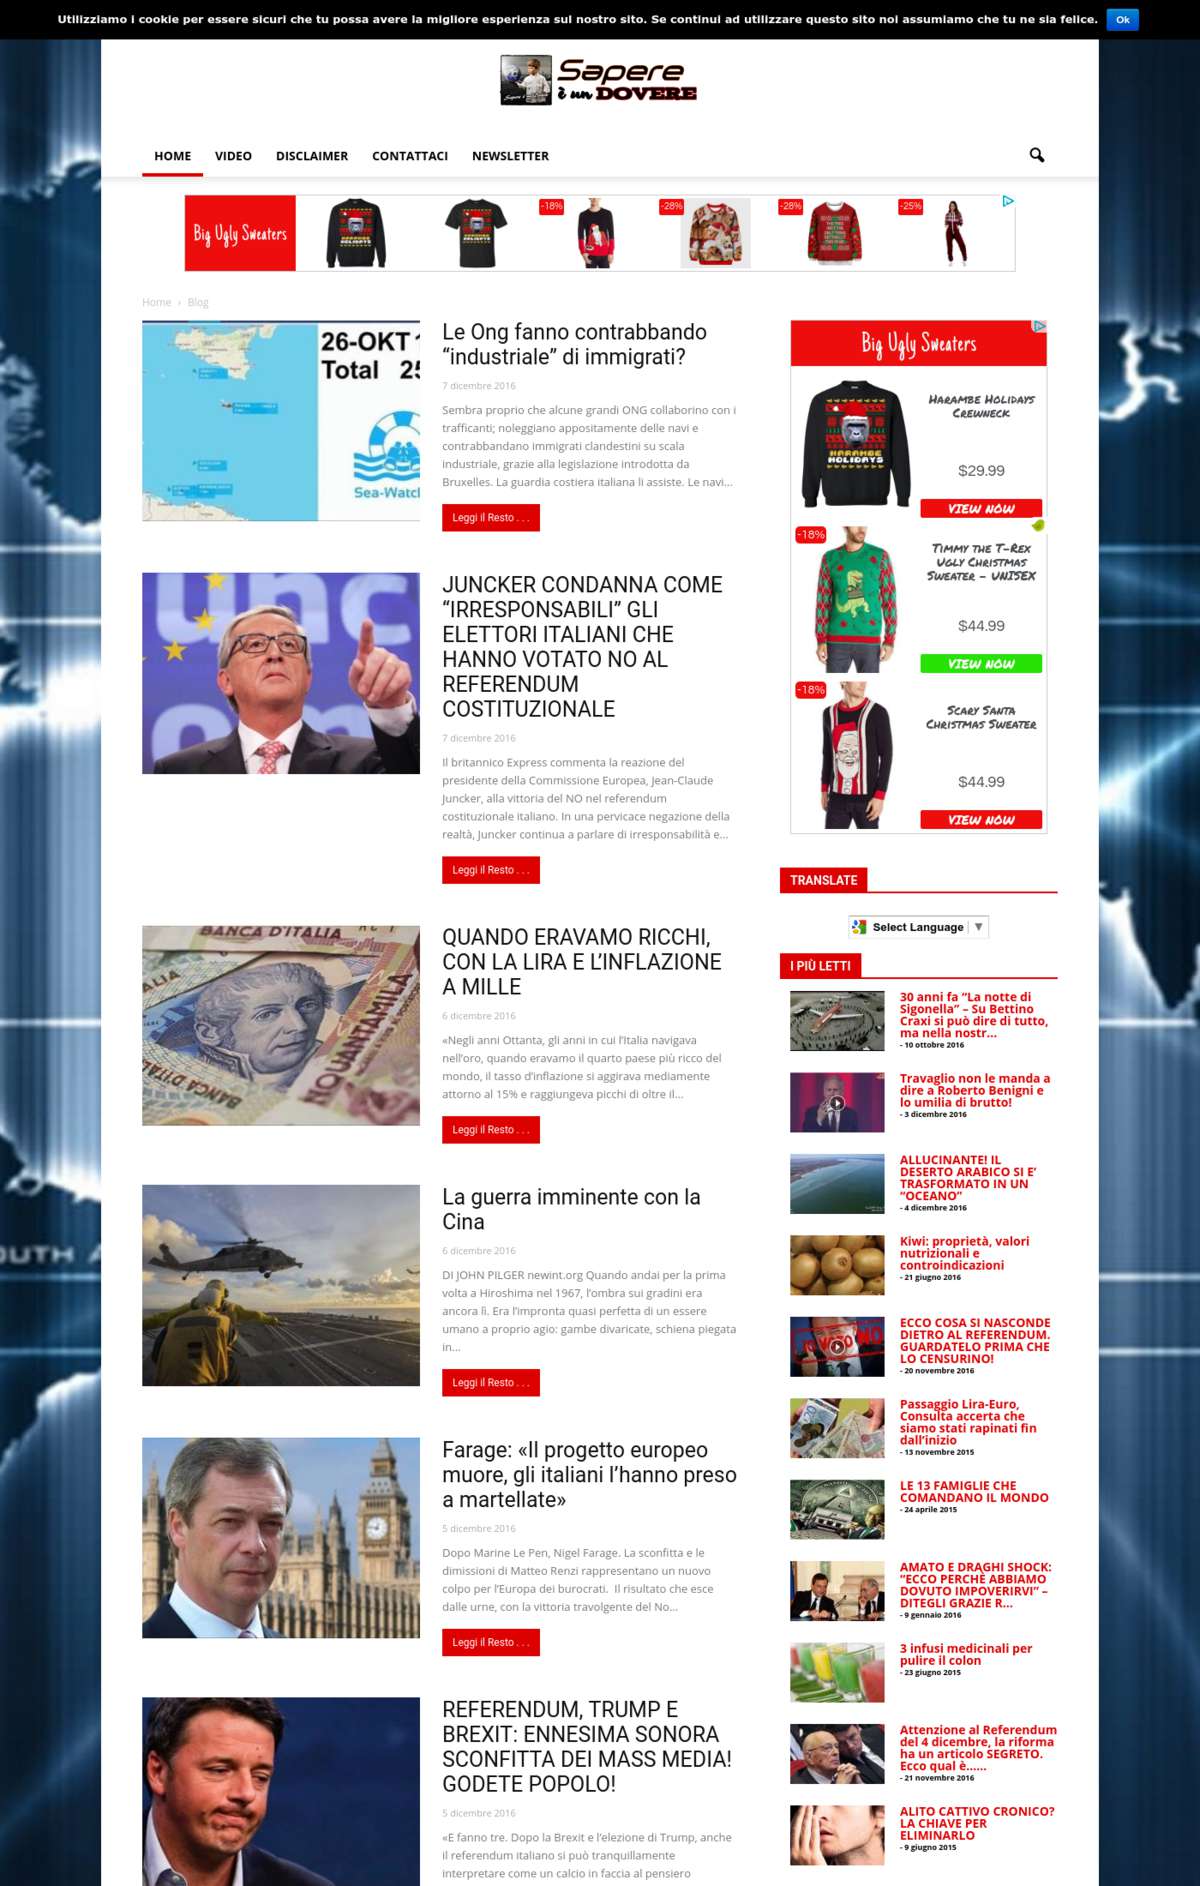 Utilizziamo i cookie per essere sicuri che tu possa avere la migliore esperienza sul nostro sito. Se continui ad utilizzare questo sito noi assumiamo che tu ne sia felice. Ok
Sapere
è un DOVERE
HOME VIDEO DISCLAIMER CONTATTACI NEWSLETTER
Big Ugly Sweaters
-18%
-28%
-28%
-25%
Home › Blog
26-OKT
Total
Sea-Watch
Le Ong fanno contrabbando
“industriale” di immigrati?
7 dicembre 2016
Sembra proprio che alcune grandi ONG collaborino con i
trafficanti; noleggiano appositamente delle navi e
contrabbandano immigrati clandestini su scala
industriale, grazie alla legislazione introdotta da
Bruxelles. La guardia costiera italiana li assiste. Le navi...
Leggi il Resto . . .
JUNCKER CONDANNA COME
“IRRESPONSABILI” GLI
ELETTORI ITALIANI CHE
HANNO VOTATO NO AL
REFERENDUM
COSTITUZIONALE
7 dicembre 2016
Il britannico Express commenta la reazione del
presidente della Commissione Europea, Jean-Claude
Juncker, alla vittoria del NO nel referendum
costituzionale italiano. In una pervicace negazione della
realtà, Juncker continua a parlare di irresponsabilità e...
Leggi il Resto . . .
BANCA D'ITALIA
CINQUANTAMILA
QUANDO ERAVAMO RICCHI,
CON LA LIRA E L’INFLAZIONE
A MILLE
6 dicembre 2016
«Negli anni Ottanta, gli anni in cui l’Italia navigava
nell’oro, quando eravamo il quarto paese più ricco del
mondo, il tasso d’inflazione si aggirava mediamente
attorno al 15% e raggiungeva picchi di oltre il...
Leggi il Resto . . .
La guerra imminente con la
Cina
6 dicembre 2016
DI JOHN PILGER newint.org Quando andai per la prima
volta a Hiroshima nel 1967, l’ombra sui gradini era
ancora lì. Era l’impronta quasi perfetta di un essere
umano a proprio agio: gambe divaricate, schiena piegata
in...
Leggi il Resto . . .
Farage: «Il progetto europeo
muore, gli italiani l’hanno preso
a martellate»
5 dicembre 2016
Dopo Marine Le Pen, Nigel Farage. La sconfitta e le
dimissioni di Matteo Renzi rappresentano un nuovo
colpo per l’Europa dei burocrati. Il risultato che esce
dalle urne, con la vittoria travolgente del No...
Leggi il Resto . . .
REFERENDUM, TRUMP E
BREXIT: ENNESIMA SONORA
SCONFITTA DEI MASS MEDIA!
GODETE POPOLO!
5 dicembre 2016
«E fanno tre. Dopo la Brexit e l'elezione di Trump, anche
il referendum italiano si può tranquillamente
interpretare come un calcio in faccia al pensiero
Big Ugly Sweaters
HARAMBE
HOLIDAYS
Harambe Holidays
Crewneck
$29.99
VIEW NOW
-18%
Timmy the T-Rex
Ugly Christmas
Sweater - UNISEX
$44.99
VIEW NOW
-18%
Scary Santa
Christmas Sweater
$44.99
VIEW NOW
TRANSLATE
Select Language ▼
I PIÙ LETTI
30 anni fa “La notte di
Sigonella” – Su Bettino
Craxi si può dire di tutto,
ma nella nostr...
- 10 ottobre 2016
Travaglio non le manda a
dire a Roberto Benigni e
lo umilia di brutto!
- 3 dicembre 2016
ALLUCINANTE! IL
DESERTO ARABICO SI E’
TRASFORMATO IN UN
“OCEANO”
- 4 dicembre 2016
Kiwi: proprietà, valori
nutrizionali e
controindicazioni
- 21 giugno 2016
ECCO COSA SI NASCONDE
DIETRO AL REFERENDUM.
GUARDATELO PRIMA CHE
LO CENSURINO!
- 20 novembre 2016
Passaggio Lira-Euro,
Consulta accerta che
siamo stati rapinati fin
dall’inizio
- 13 novembre 2015
LE 13 FAMIGLIE CHE
COMANDANO IL MONDO
- 24 aprile 2015
AMATO E DRAGHI SHOCK:
“ECCO PERCHÉ ABBIAMO
DOVUTO IMPOVERIRVI” –
DITEGLI GRAZIE R...
- 9 gennaio 2016
3 infusi medicinali per
pulire il colon
- 23 giugno 2015
Attenzione al Referendum
del 4 dicembre, la riforma
ha un articolo SEGRETO.
Ecco qual è......
- 21 novembre 2016
ALITO CATTIVO CRONICO?
LA CHIAVE PER
ELIMINARLO
- 9 giugno 2015